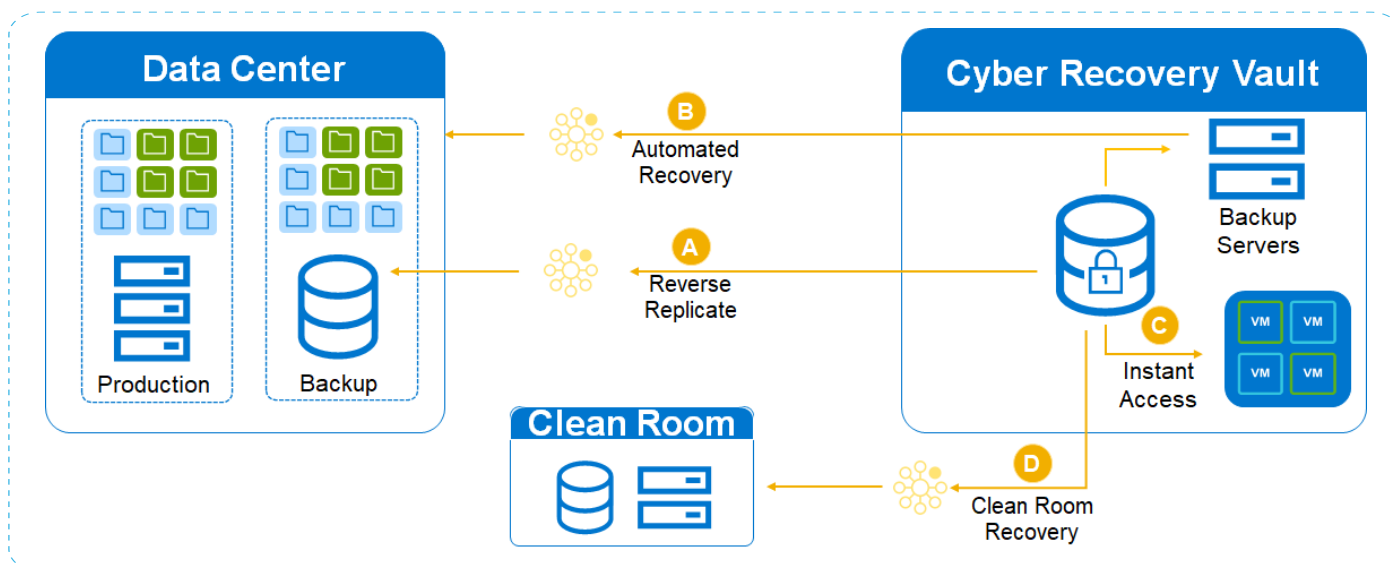 Data Center
Cyber Recovery Vault
B
Automated
Recovery
Backup
Servers
A
Reverse
Replicate
1
C
Instant
Access
VM
VM
VM
VM
Production
Backup
Clean Room
D
Clean Room
Recovery